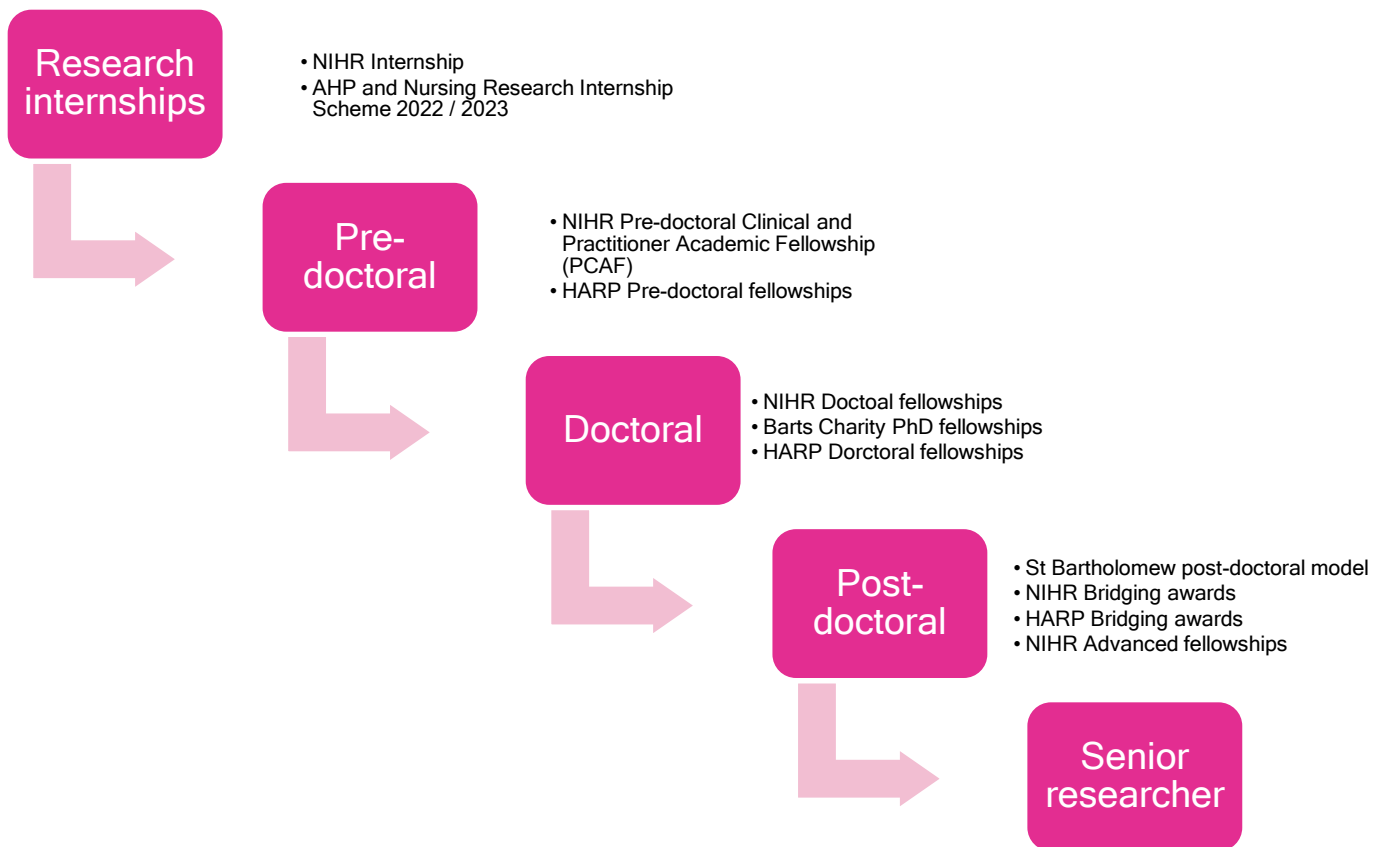 Research
internships
• NIHR Internship
• AHP and Nursing Research Internship
Scheme 2022 / 2023
Pre-
doctoral
• NIHR Pre-doctoral Clinical and
Practitioner Academic Fellowship
(PCAF)
• HARP Pre-doctoral fellowships
Doctoral
• NIHR Doctoal fellowships
• Barts Charity PhD fellowships
• HARP Dorctoral fellowships
Post-
doctoral
• St Bartholomew post-doctoral model
• NIHR Bridging awards
• HARP Bridging awards
• NIHR Advanced fellowships
Senior
researcher